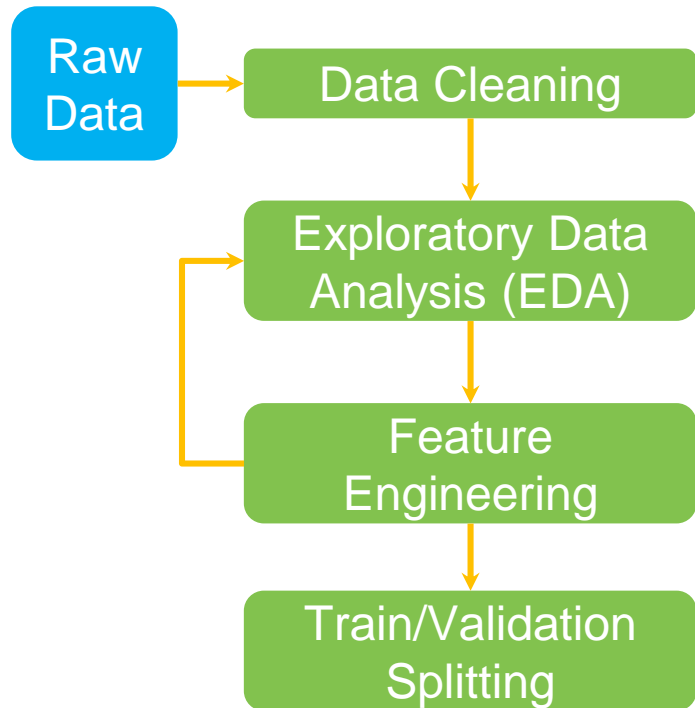 Raw
Data
Data Cleaning
Exploratory Data
Analysis (EDA)
Feature
Engineering
Train/Validation
Splitting